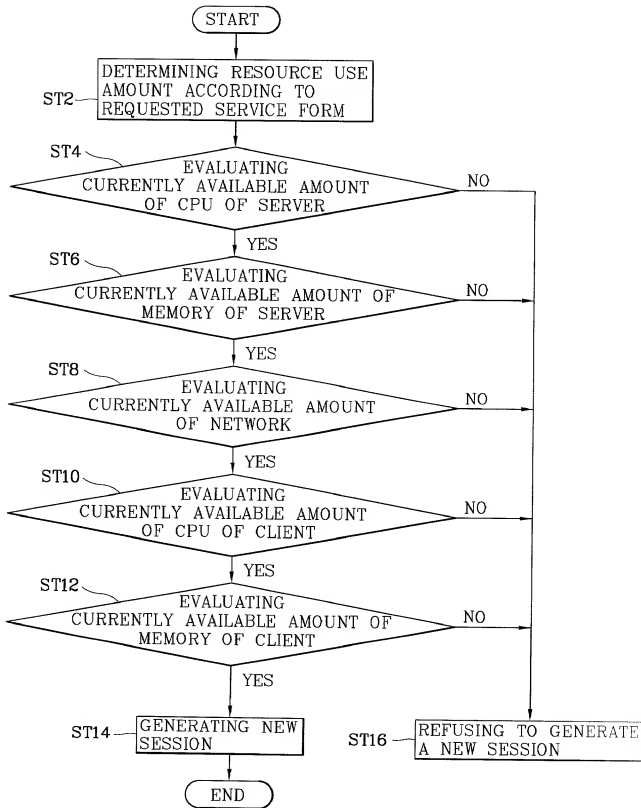 START
DETERMINING RESOURCE USE
AMOUNT ACCORDING TO
REQUESTED SERVICE FORM
ST2
ST4
EVALUATING
CURRENTLY AVAILABLE AMOUNT
OF CPU OF SERVER
NO
YES
ST6
EVALUATING
CURRENTLY AVAILABLE AMOUNT OF
MEMORY OF SERVER
NO
YES
ST8
EVALUATING
CURRENTLY AVAILABLE AMOUNT
OF NETWORK
NO
YES
ST10
EVALUATING
CURRENTLY AVAILABLE AMOUNT
OF CPU OF CLIENT
NO
YES
ST12
EVALUATING
CURRENTLY AVAILABLE AMOUNT OF
MEMORY OF CLIENT
NO
YES
ST14
GENERATING NEW
SESSION
ST16
REFUSING TO GENERATE
A NEW SESSION
END